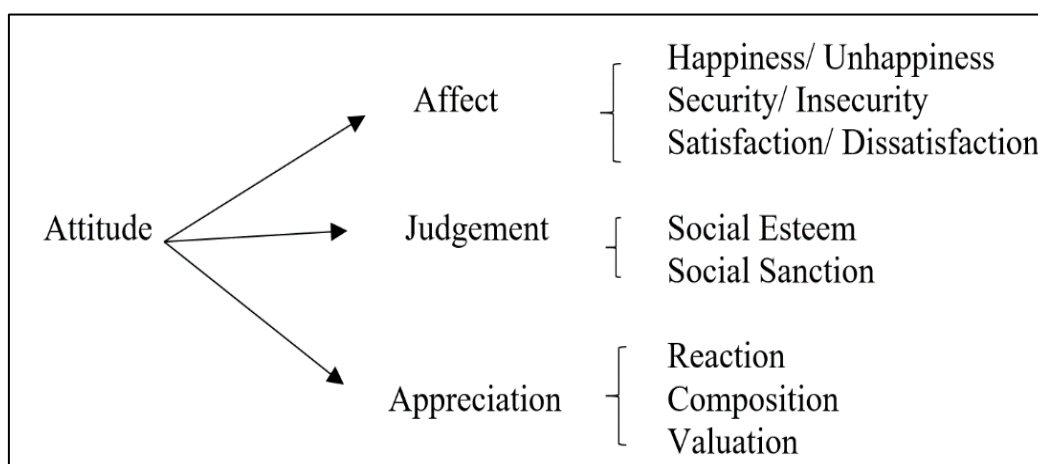 Attitude
Affect
Happiness/ Unhappiness
Security/ Insecurity
Satisfaction/ Dissatisfaction
Judgement
Social Esteem
Social Sanction
Appreciation
Reaction
Composition
Valuation